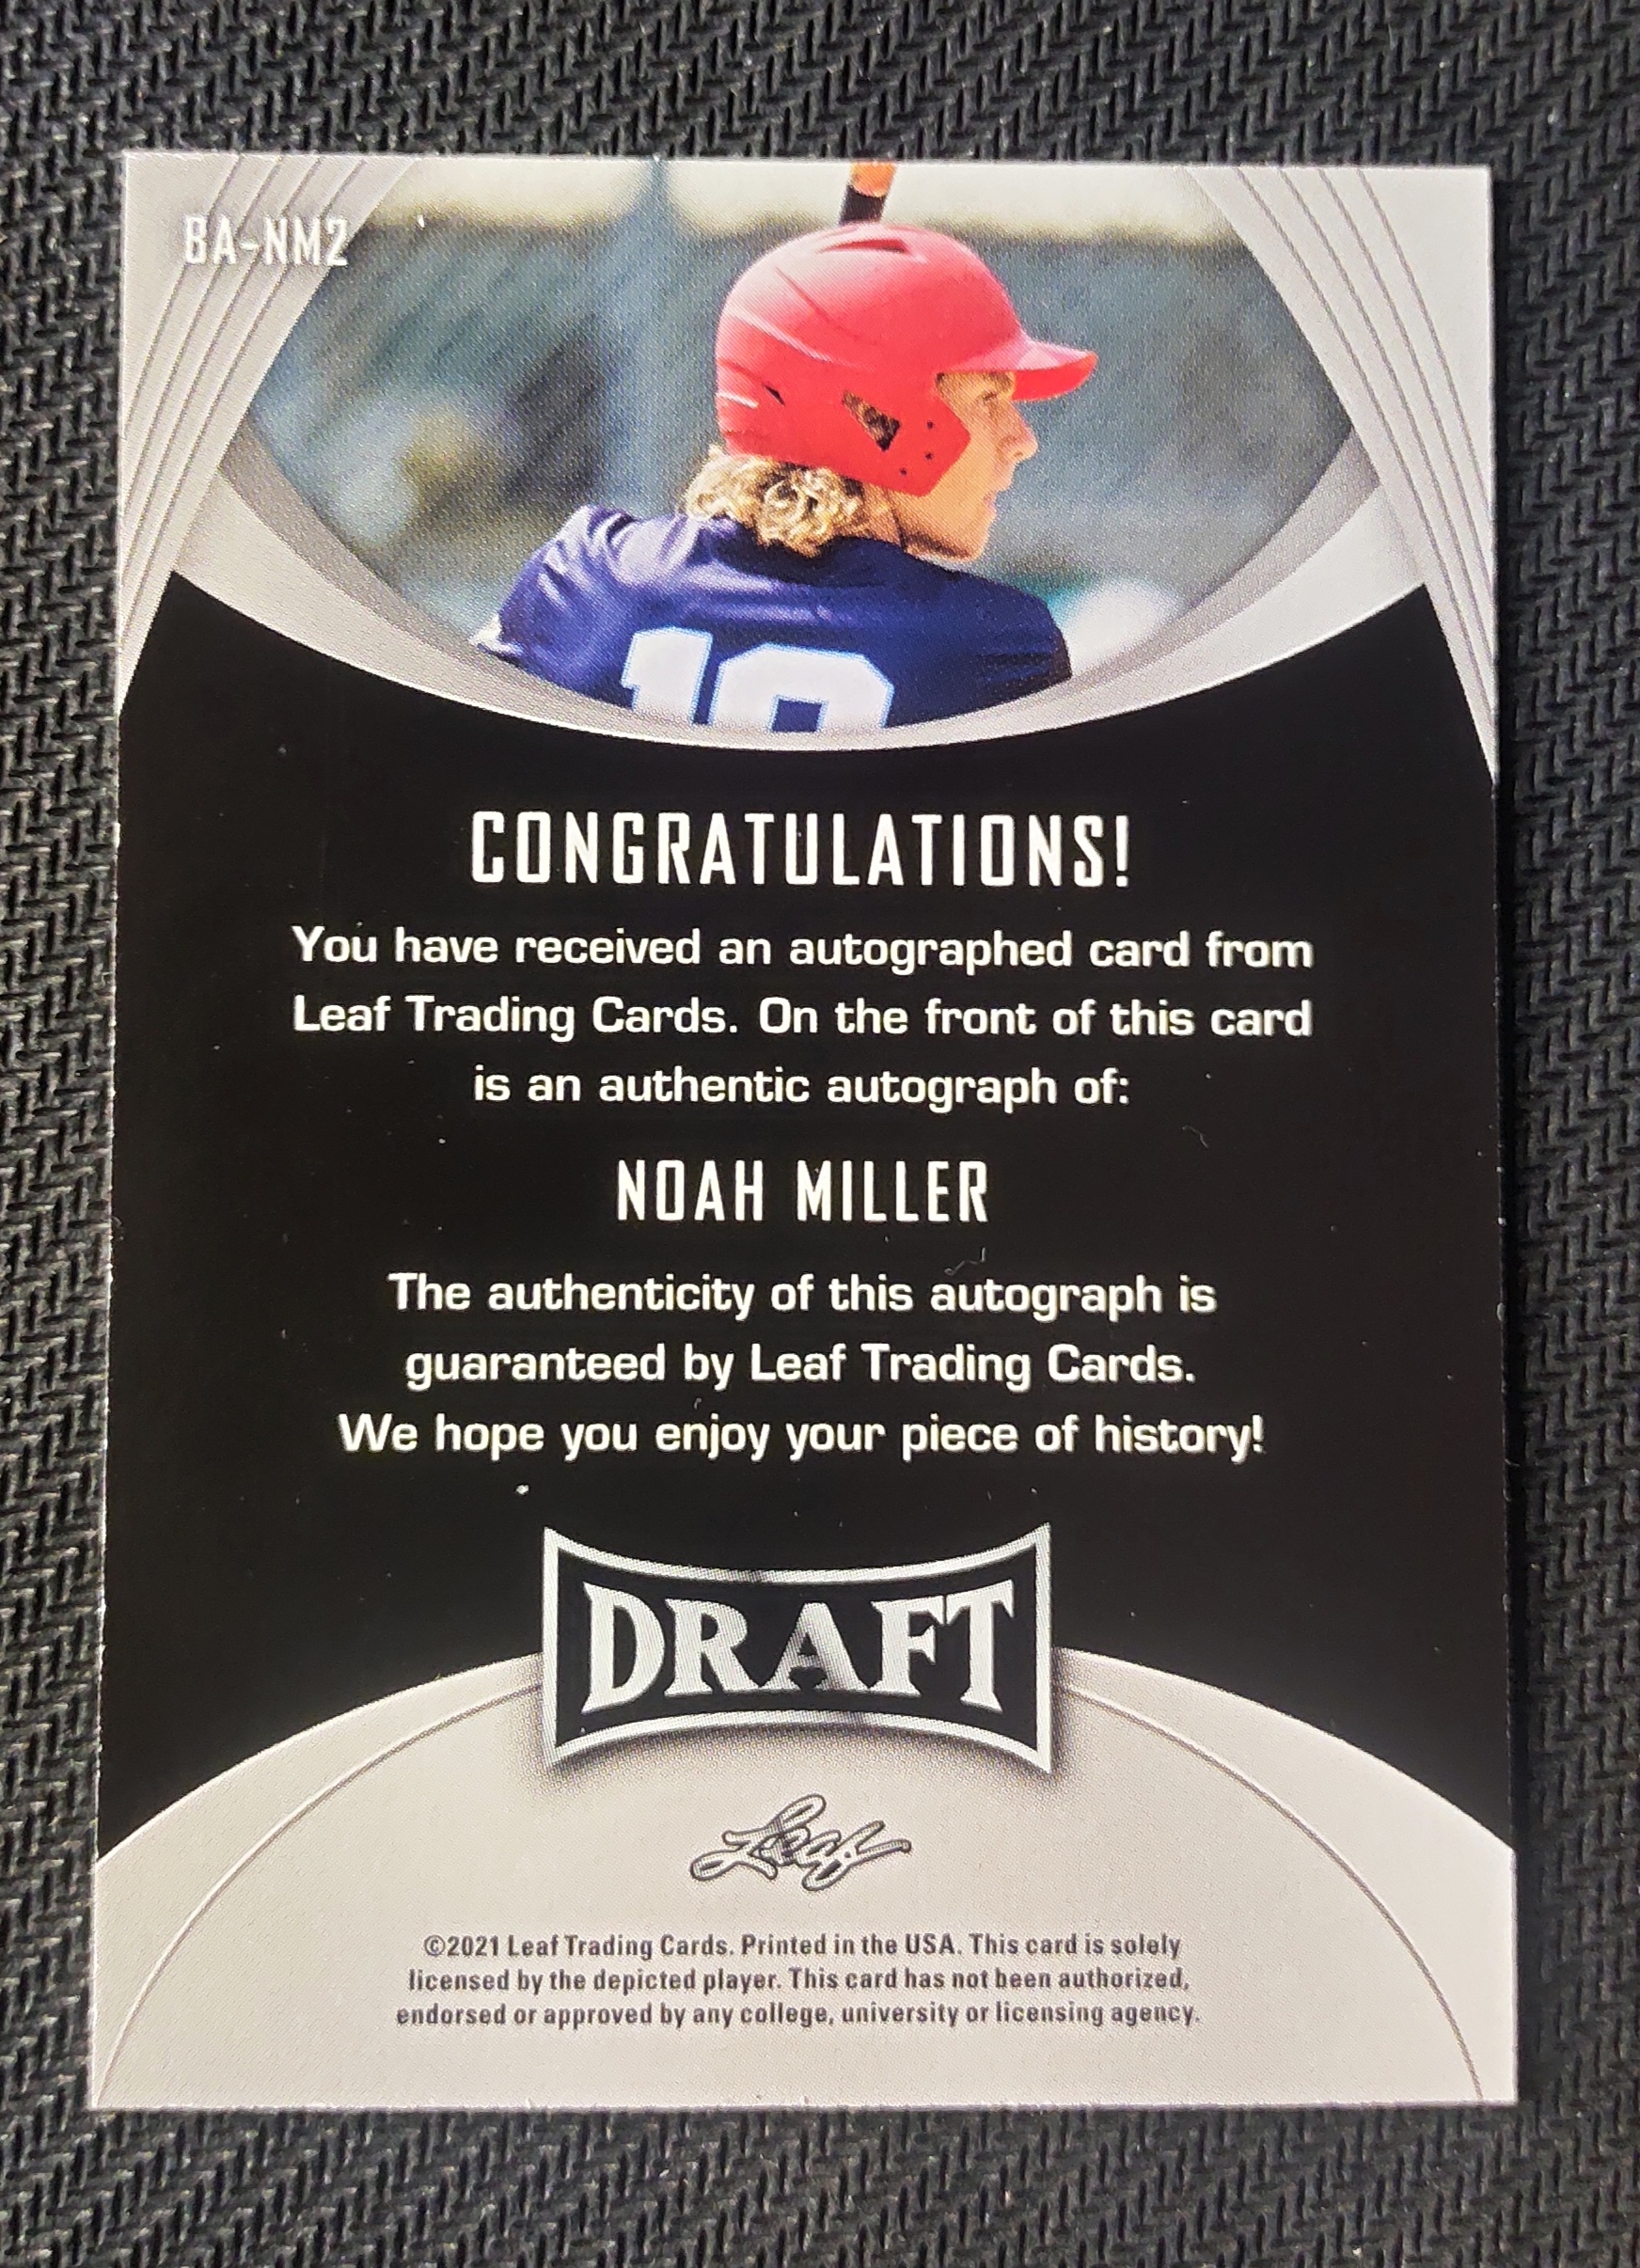 BA-NM2
CONGRATULATIONS!
You have received an autographed card from
Leaf Trading Cards. On the front of this card
is an authentic autograph of:
NOAH MILLER
The authenticity of this autograph is
guaranteed by Leaf Trading Cards.
We hope you enjoy your piece of history!
DRAFT
Leaf
©2021 Leaf Trading Cards. Printed in the USA. This card is solely
licensed by the depicted player. This card has not been authorized,
endorsed or approved by any college, university or licensing agency.